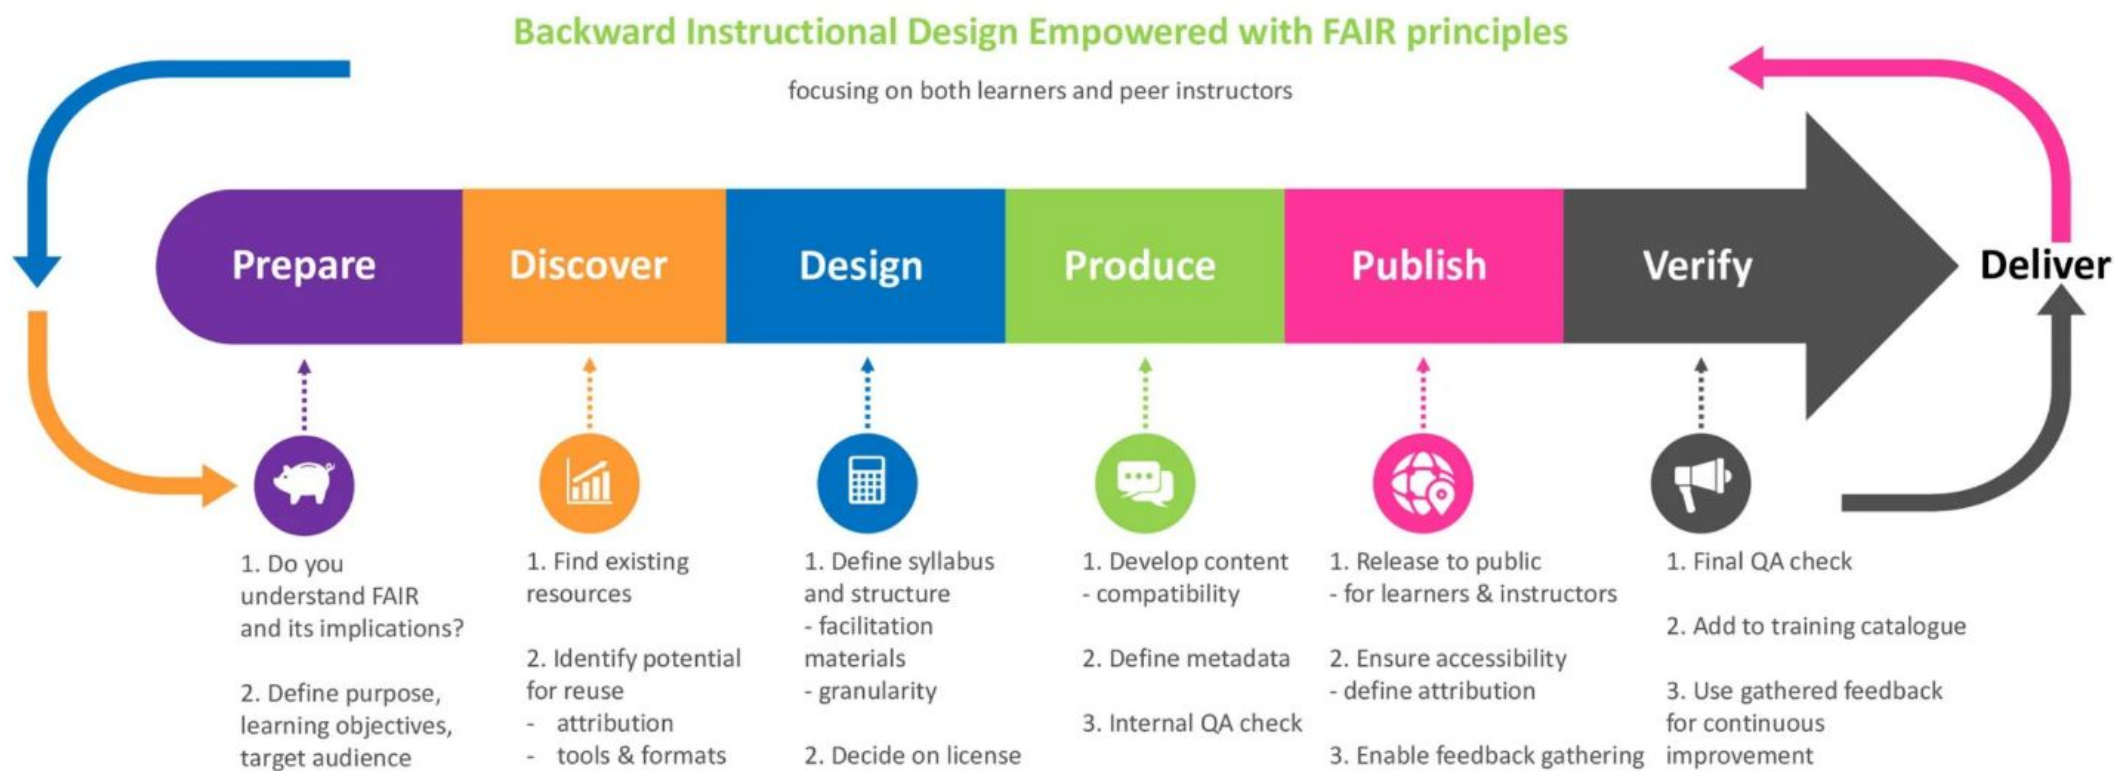 Backward Instructional Design Empowered with FAIR principles
focusing on both learners and peer instructors
Prepare
Discover
Design
Produce
Publish
Verify
Deliver
1. Do you
understand FAIR
and its implications?
2. Define purpose,
learning objectives,
target audience
1. Find existing
resources
2. Identify potential
for reuse
- attribution
- tools & formats
1. Define syllabus
and structure
- facilitation
materials
- granularity
2. Decide on license
1. Develop content
- compatibility
2. Define metadata
3. Internal QA check
1. Release to public
- for learners & instructors
2. Ensure accessibility
- define attribution
3. Enable feedback gathering
1. Final QA check
2. Add to training catalogue
3. Use gathered feedback
for continuous
improvement